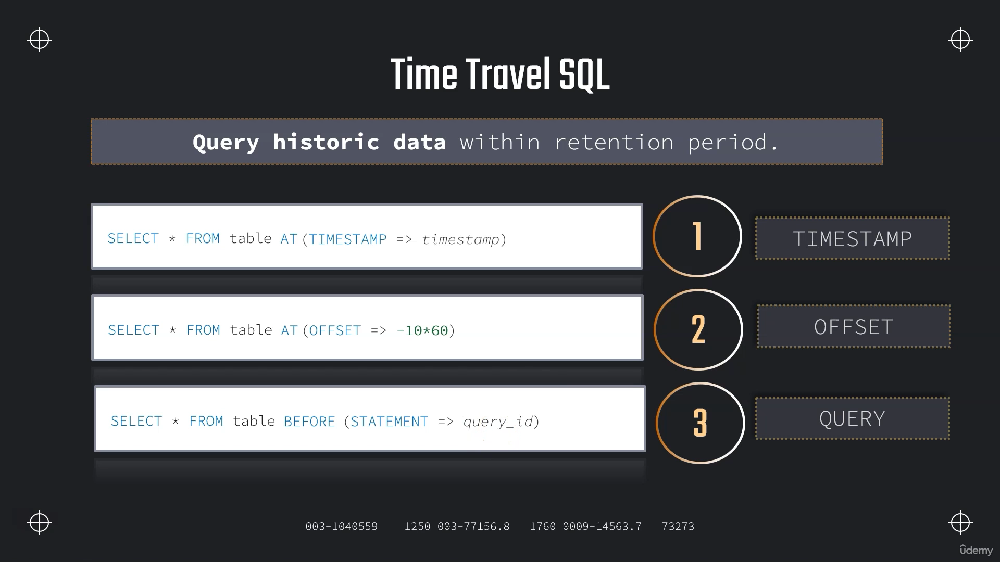 Time Travel SQL
Query historic data within retention period.
SELECT * FROM table AT(TIMESTAMP => timestamp)
1
TIMESTAMP
SELECT * FROM table AT(OFFSET => -10*60)
2
OFFSET
SELECT * FROM table BEFORE (STATEMENT => query_id)
3
QUERY
003-1040559 1250 003-77156.8 1760 0009-14563.7 73273
ûdemy